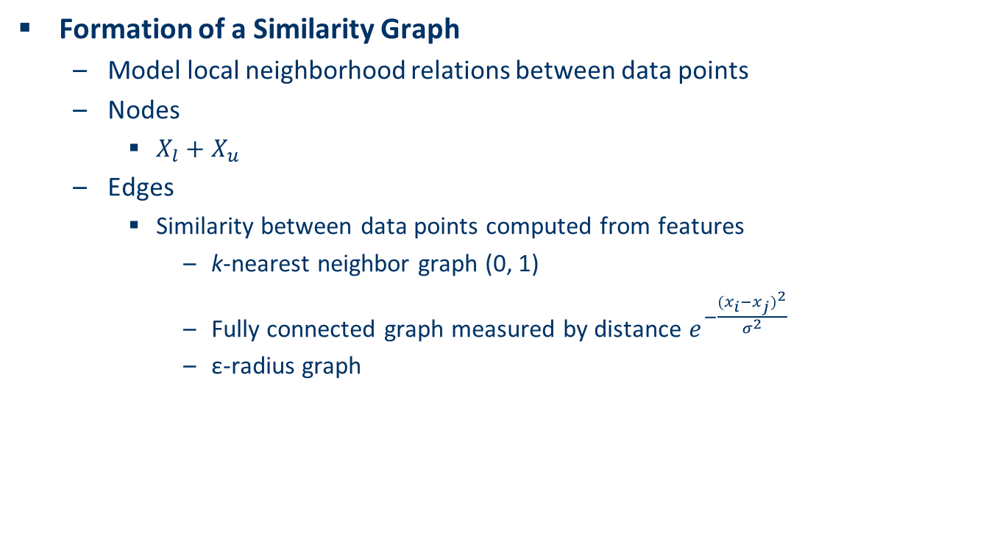 ▪ Formation of a Similarity Graph
– Model local neighborhood relations between data points
– Nodes
▪ $X_l + X_u$
– Edges
▪ Similarity between data points computed from features
– k-nearest neighbor graph (0, 1)
– Fully connected graph measured by distance $e^{-\frac{(x_i - x_j)^2}{\sigma^2}}$
– ε-radius graph